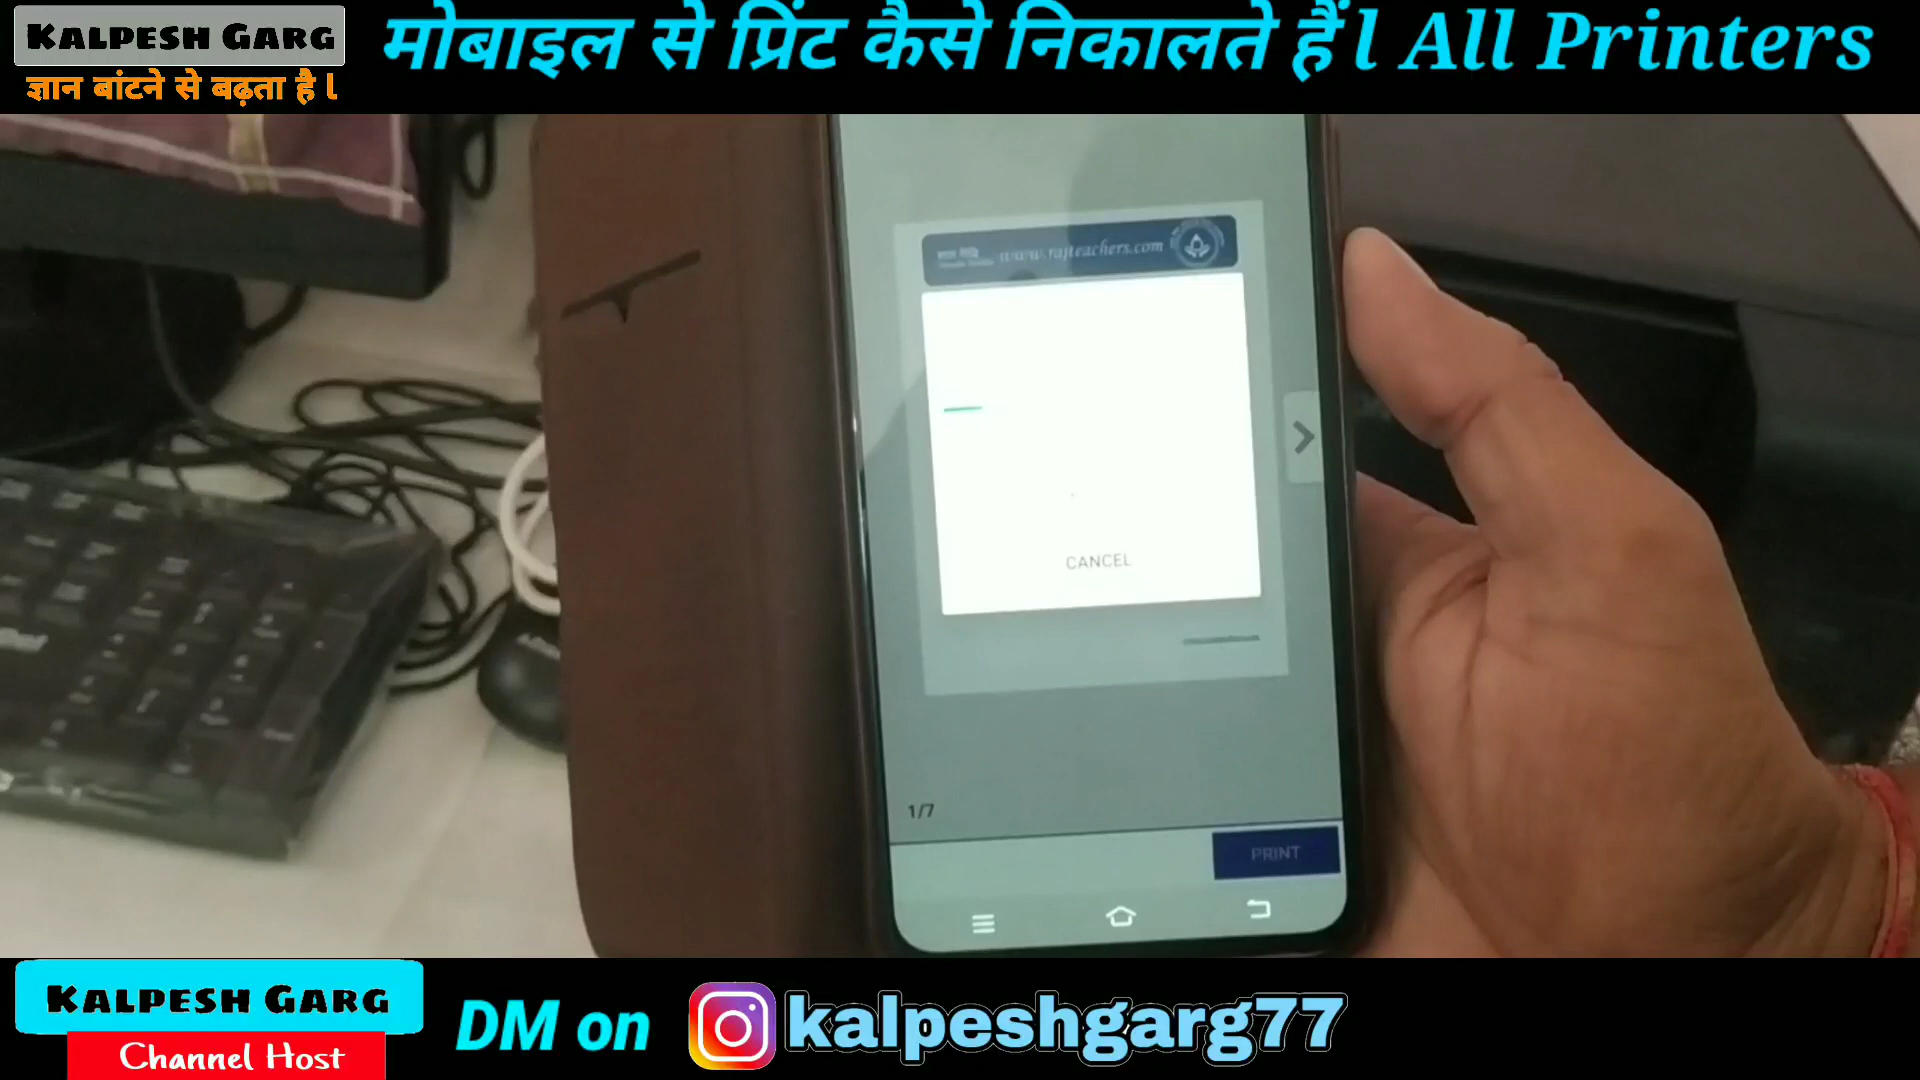 KALPESH GARG
ज्ञान बांटने से बढ़ता है l
मोबाइल से प्रिंट कैसे निकालते हैं l All Printers
www.rajteachers.com
CANCEL
1/7
PRINT
KALPESH GARG
Channel Host
DM on
kalpeshgarg77